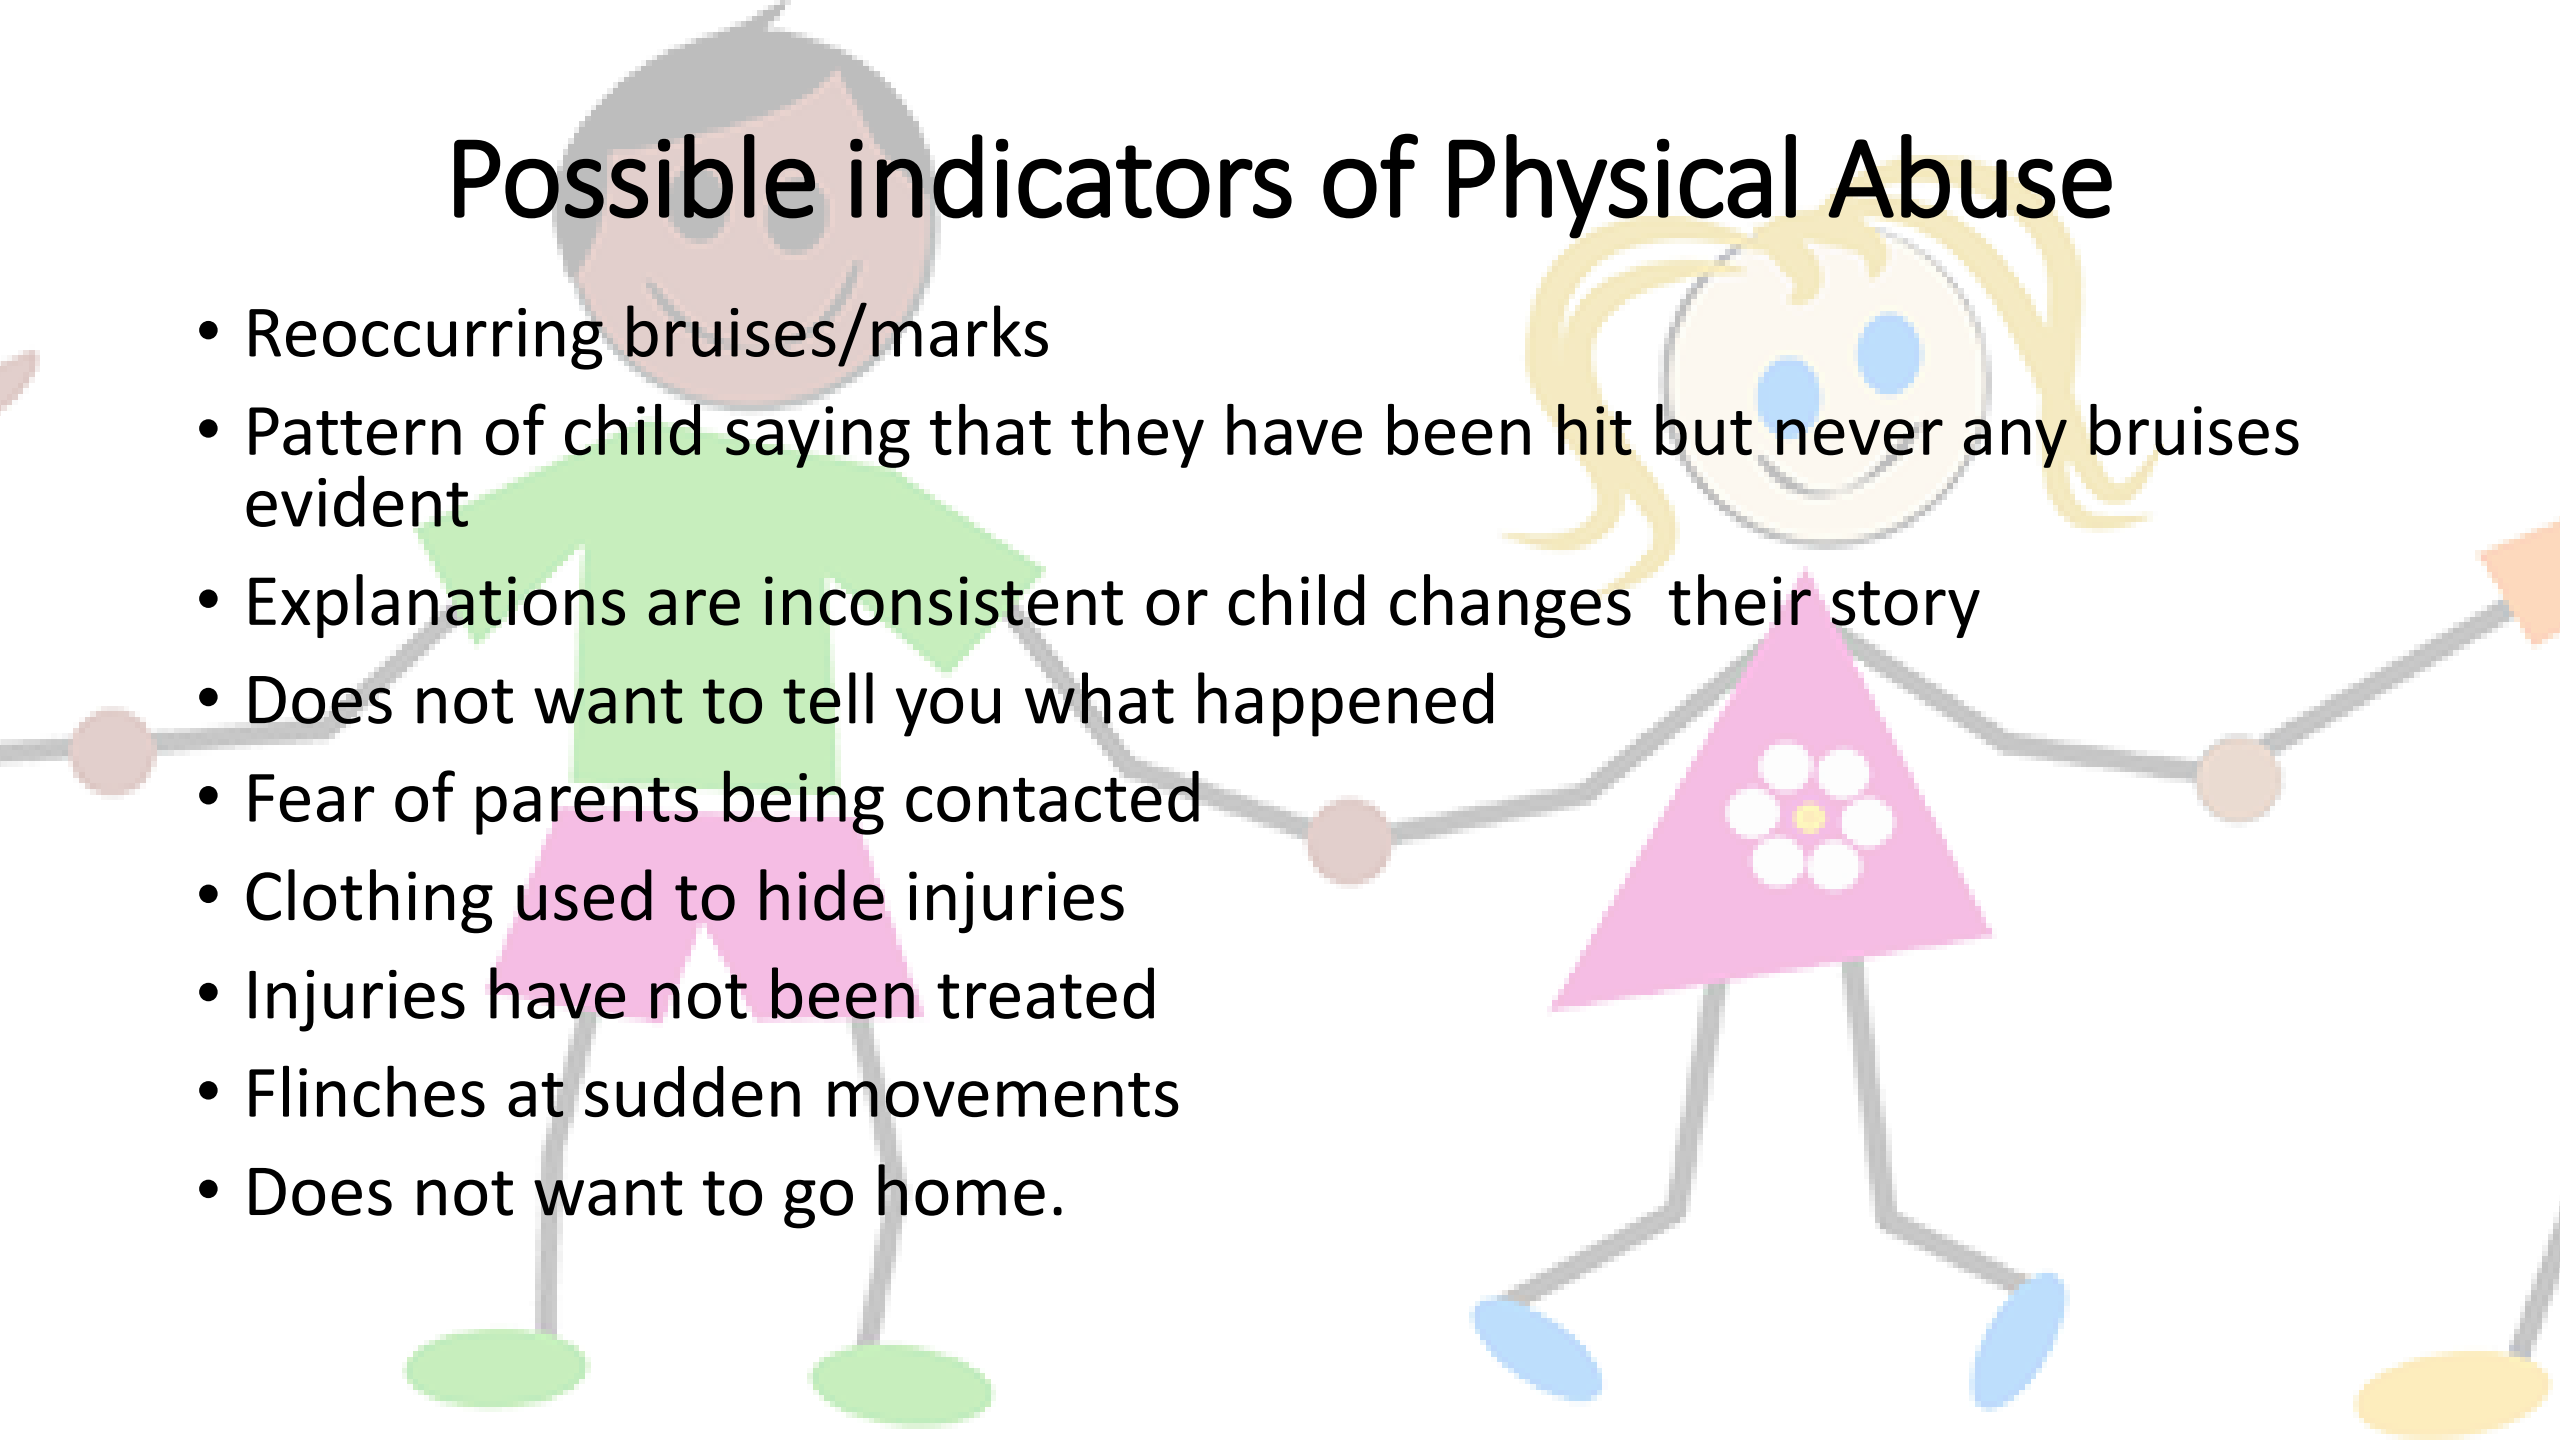 Possible indicators of Physical Abuse
• Reoccurring bruises/marks
• Pattern of child saying that they have been hit but never any bruises
evident
• Explanations are inconsistent or child changes  their story
• Does not want to tell you what happened
• Fear of parents being contacted
• Clothing used to hide injuries
• Injuries have not been treated
• Flinches at sudden movements
• Does not want to go home.